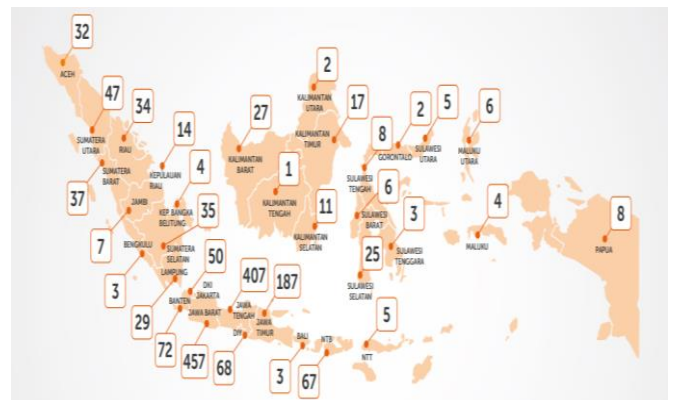 32
ACEH
47
SUMATERA
UTARA
34
RIAU
37
SUMATERA
BARAT
14
KEPULAUAN
RIAU
4
KEP. BANGKA
BELITUNG
7
JAMBI
3
BENGKULU
35
SUMATERA
SELATAN
29
LAMPUNG
50
DKI
JAKARTA
72
BANTEN
457
JAWA BARAT
407
JAWA
TENGAH
68
DIY
187
JAWA
TIMUR
3
BALI
67
NTB
5
NTT
27
KALIMANTAN
BARAT
1
KALIMANTAN
TENGAH
11
KALIMANTAN
SELATAN
17
KALIMANTAN
TIMUR
2
KALIMANTAN
UTARA
8
SULAWESI
TENGAH
2
GORONTALO
5
SULAWESI
UTARA
6
SULAWESI
BARAT
25
SULAWESI
SELATAN
3
SULAWESI
TENGGARA
6
MALUKU
UTARA
4
MALUKU
8
PAPUA